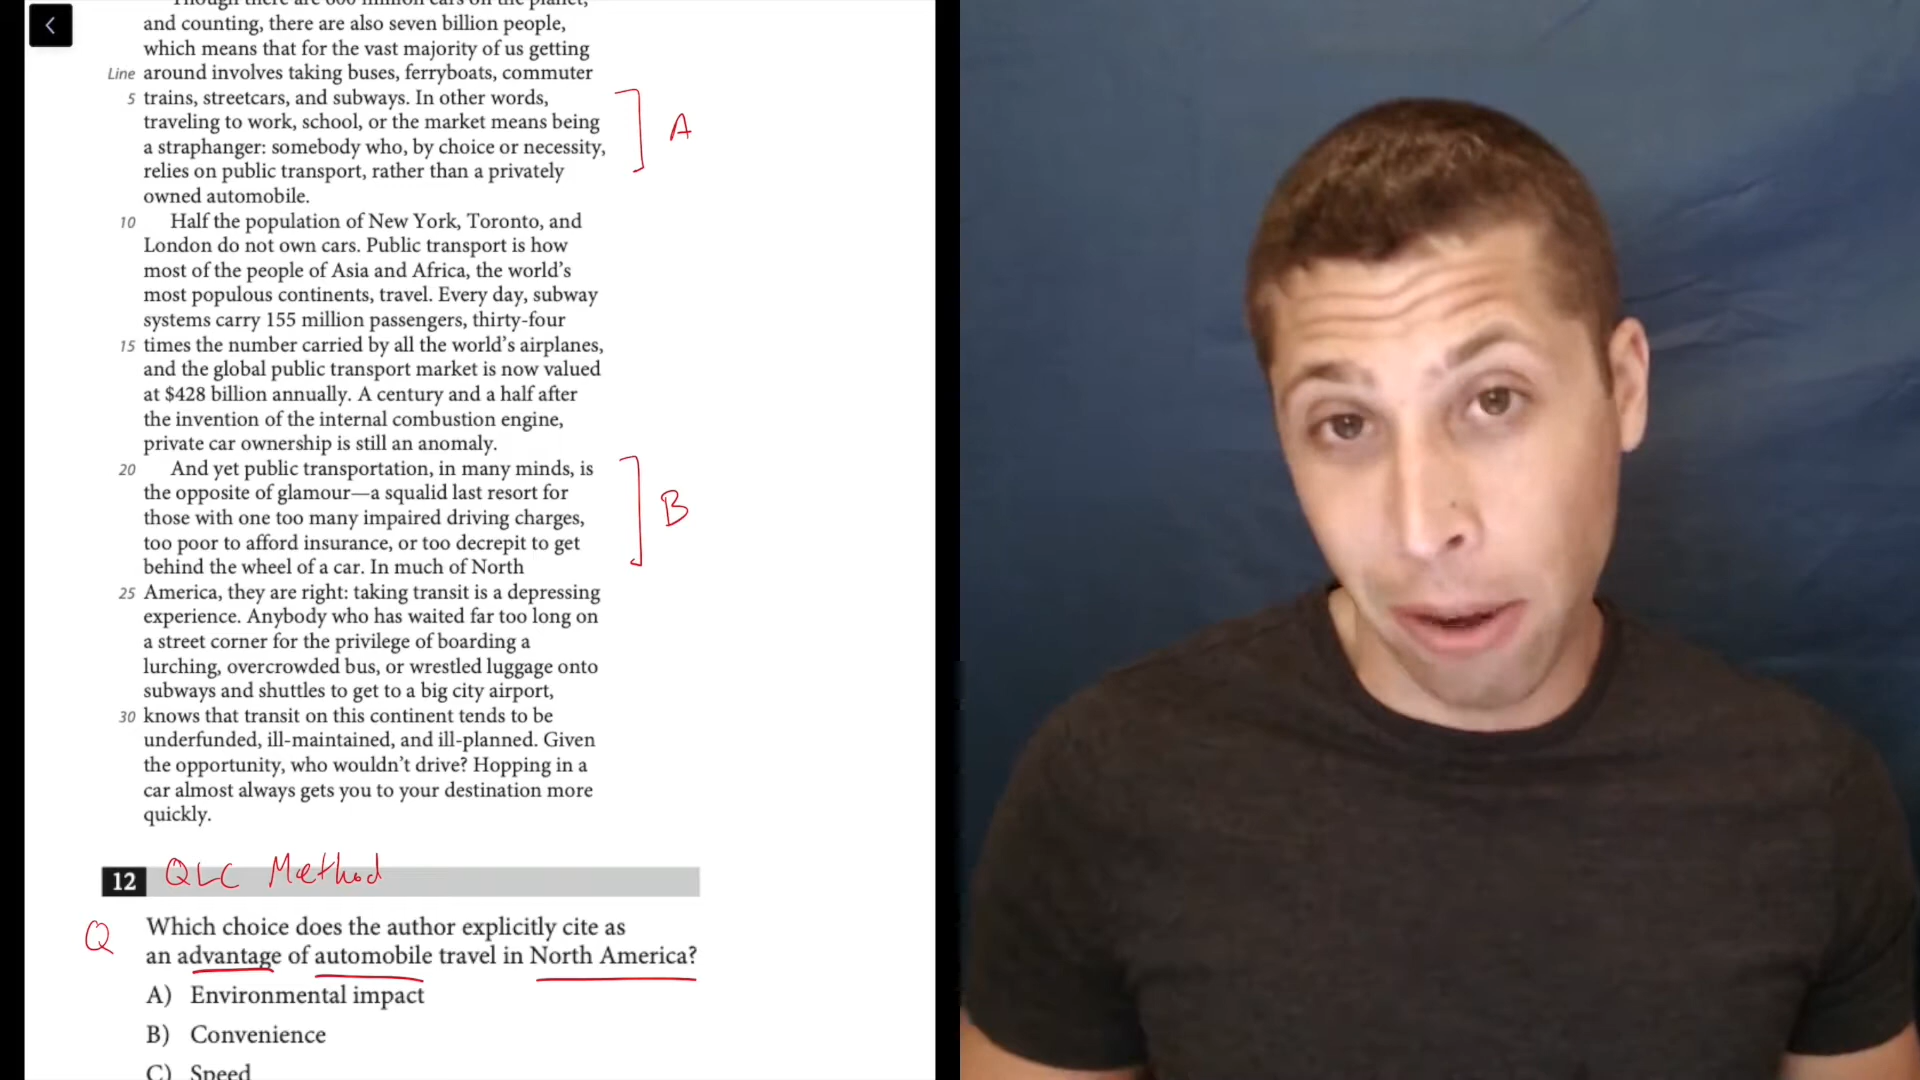 Though there are 600 million cars on the planet,
and counting, there are also seven billion people,
which means that for the vast majority of us getting
Line around involves taking buses, ferryboats, commuter
5 trains, streetcars, and subways. In other words,
traveling to work, school, or the market means being
A
a straphanger: somebody who, by choice or necessity,
relies on public transport, rather than a privately
owned automobile.
10 Half the population of New York, Toronto, and
London do not own cars. Public transport is how
most of the people of Asia and Africa, the world's
most populous continents, travel. Every day, subway
systems carry 155 million passengers, thirty-four
15 times the number carried by all the world's airplanes,
and the global public transport market is now valued
at $428 billion annually. A century and a half after
the invention of the internal combustion engine,
private car ownership is still an anomaly.
20 And yet public transportation, in many minds, is
the opposite of glamour—a squalid last resort for
B
those with one too many impaired driving charges,
too poor to afford insurance, or too decrepit to get
behind the wheel of a car. In much of North
25 America, they are right: taking transit is a depressing
experience. Anybody who has waited far too long on
a street corner for the privilege of boarding a
lurching, overcrowded bus, or wrestled luggage onto
subways and shuttles to get to a big city airport,
30 knows that transit on this continent tends to be
underfunded, ill-maintained, and ill-planned. Given
the opportunity, who wouldn't drive? Hopping in a
car almost always gets you to your destination more
quickly.
12 QLC Method
Q
Which choice does the author explicitly cite as
an advantage of automobile travel in North America?
A) Environmental impact
B) Convenience
C) Speed